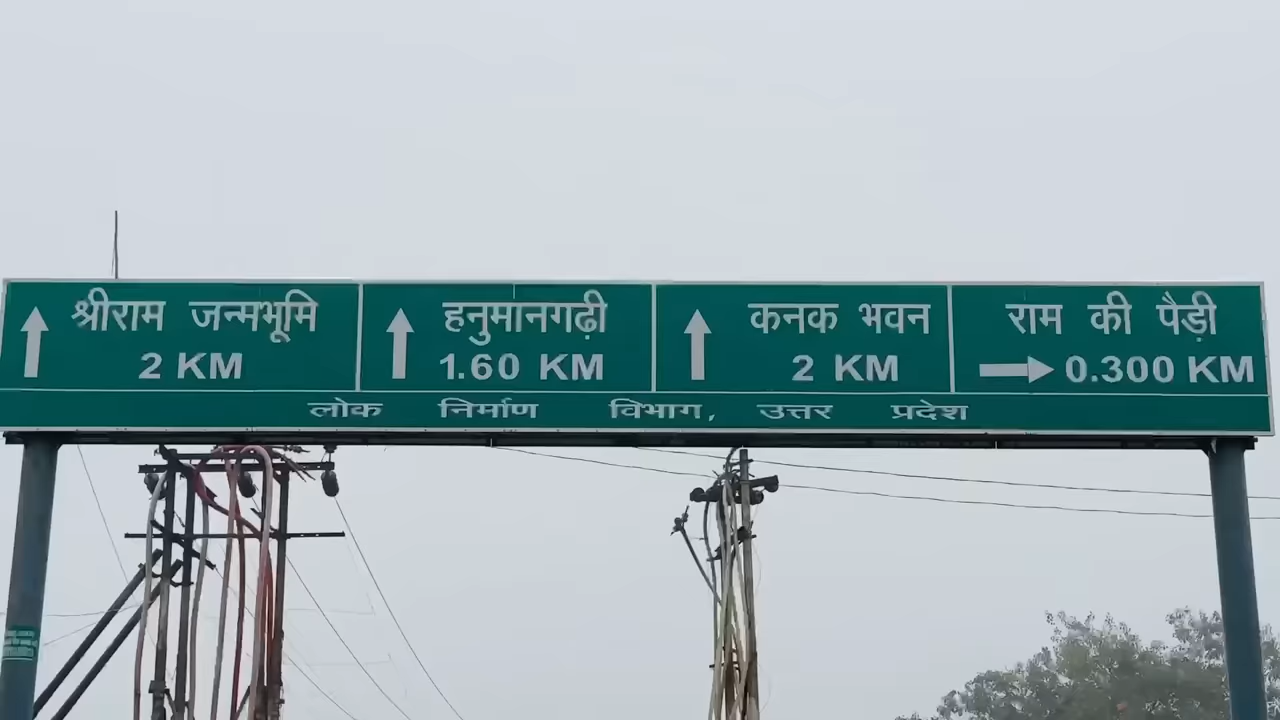 श्रीराम जन्मभूमि
2 KM
हनुमानगढ़ी
1.60 KM
कनक भवन
2 KM
राम की पैड़ी
0.300 KM
लोक निर्माण विभाग, उत्तर प्रदेश